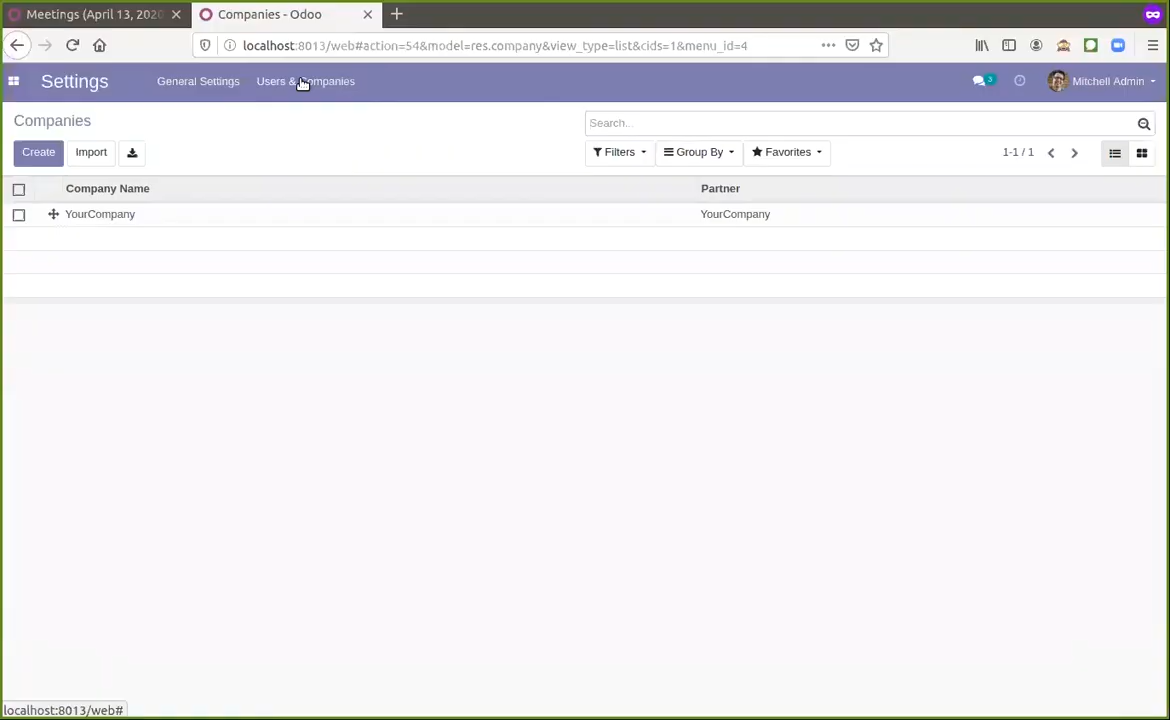 Meetings (April 13, 2020
Companies - Odoo
localhost:8013/web#action=54&model=res.company&view_type=list&cids=1&menu_id=4
Settings
General Settings
Users & Companies
3
Mitchell Admin
Companies
Search...
Create
Import
Filters
Group By
Favorites
1-1 / 1
Company Name
Partner
YourCompany
YourCompany
localhost:8013/web#